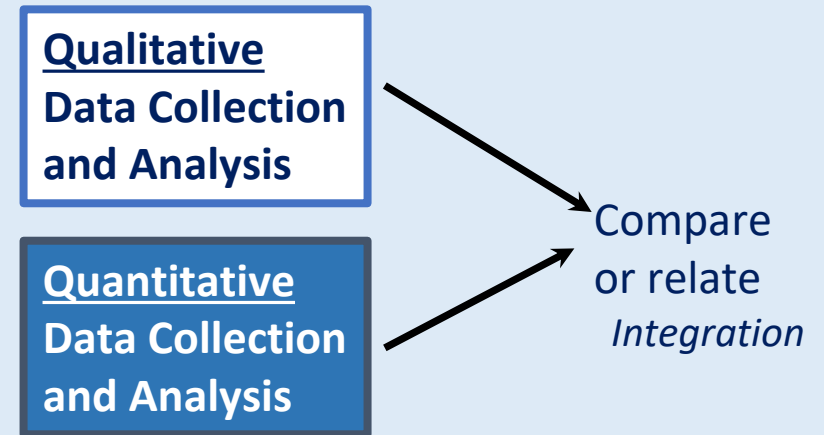 Qualitative
Data Collection
and Analysis
Quantitative
Data Collection
and Analysis
Compare
or relate
Integration